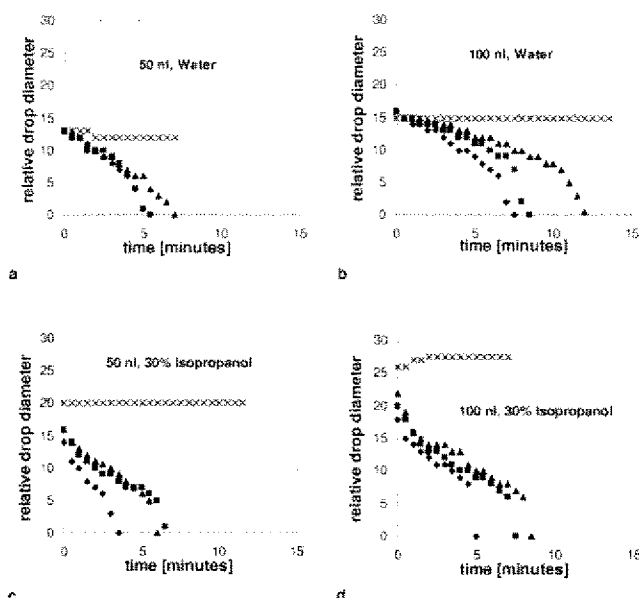 50 nl, Water
relative drop diameter
30
25
20
15
10
5
0
0 5 10 15
time [minutes]
a
100 nl, Water
relative drop diameter
30
25
20
15
10
5
0
0 5 10 15
time [minutes]
b
50 nl, 30% Isopropanol
relative drop diameter
30
25
20
15
10
5
0
0 5 10 15
time [minutes]
c
100 nl, 30% Isopropanol
relative drop diameter
30
25
20
15
10
5
0
0 5 10 15
time [minutes]
d